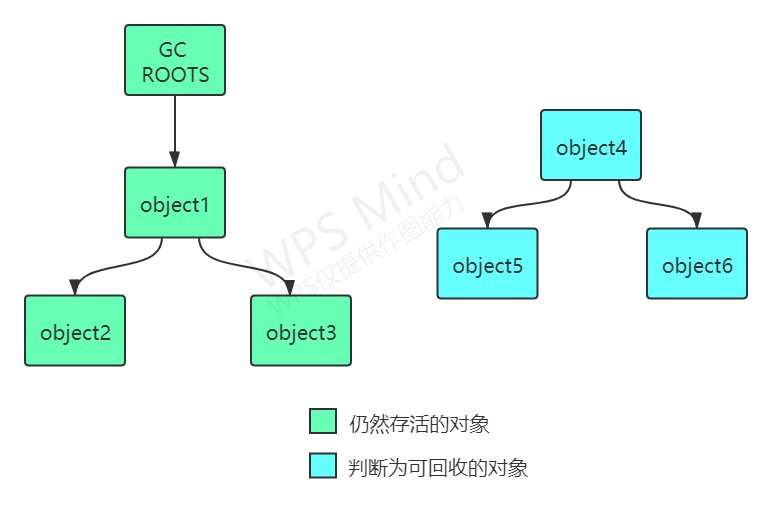 GC
ROOTS
object1
object2
object3
object4
object5
object6
WPS Mind
WPS仅提供作图能力
仍然存活的对象
判断为可回收的对象